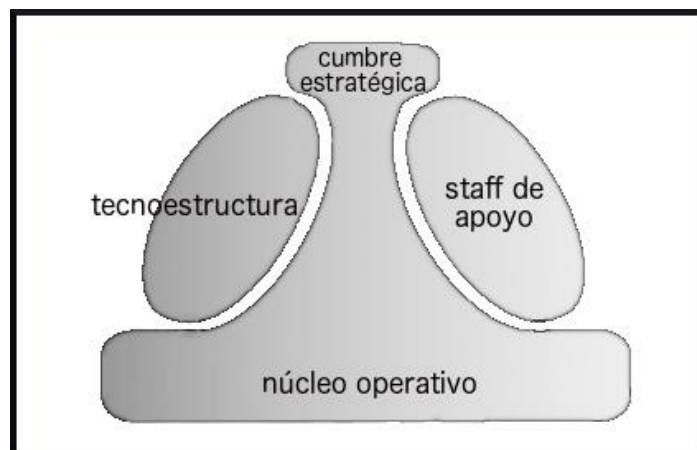 cumbre
estratégica
tecnoestructura
staff de
apoyo
núcleo operativo